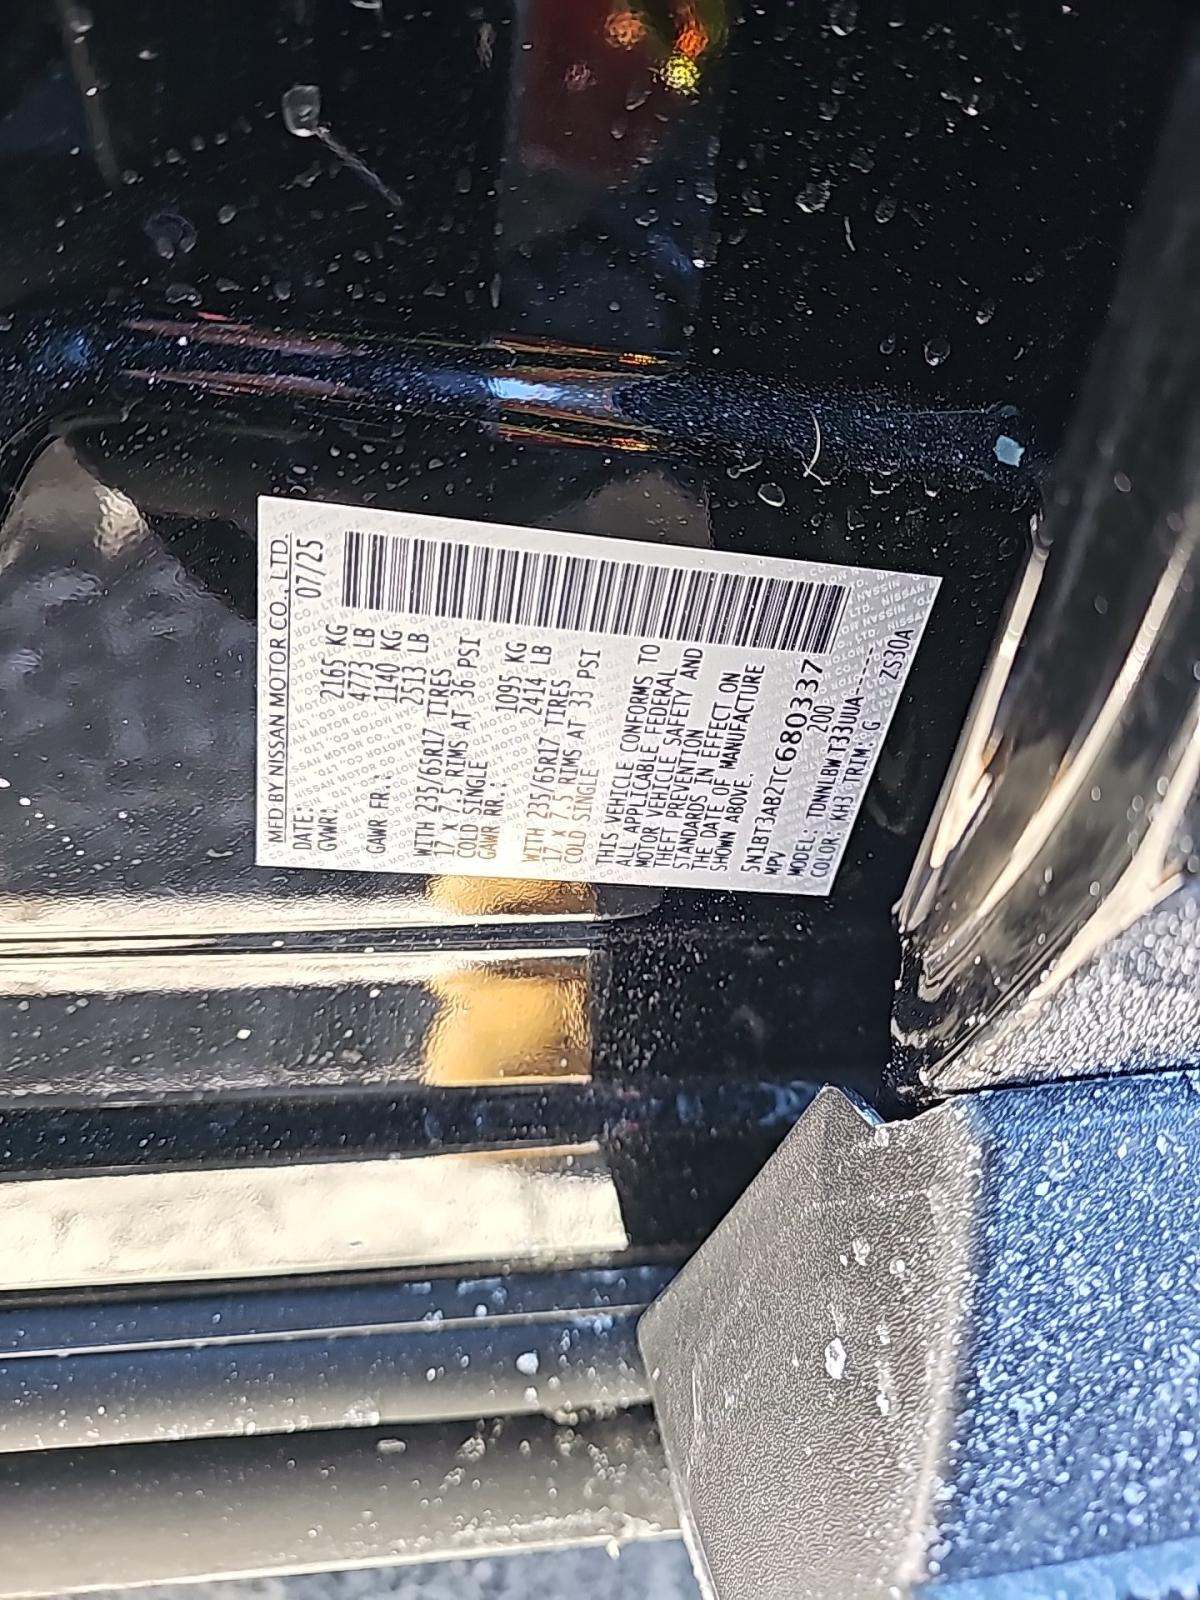 MFD BY NISSAN MOTOR CO., LTD.
DATE: 07/25
GVWR: 2165 KG
4773 LB
GAWR FR.: 1140 KG
2513 LB
WITH 235/65R17 TIRES
17 X 7.5 RIMS AT 36 PSI
COLD SINGLE
GAWR RR.: 1095 KG
2414 LB
WITH 235/65R17 TIRES
17 X 7.5 RIMS AT 33 PSI
COLD SINGLE
THIS VEHICLE CONFORMS TO
ALL APPLICABLE FEDERAL
MOTOR VEHICLE SAFETY AND
THEFT PREVENTION
STANDARDS IN EFFECT ON
THE DATE OF MANUFACTURE
SHOWN ABOVE.
5N1BT3AB2TC680337
MPV 200
MODEL: TDNNLBW T33UUA-----
COLOR: KH3 TRIM: G ZS30A